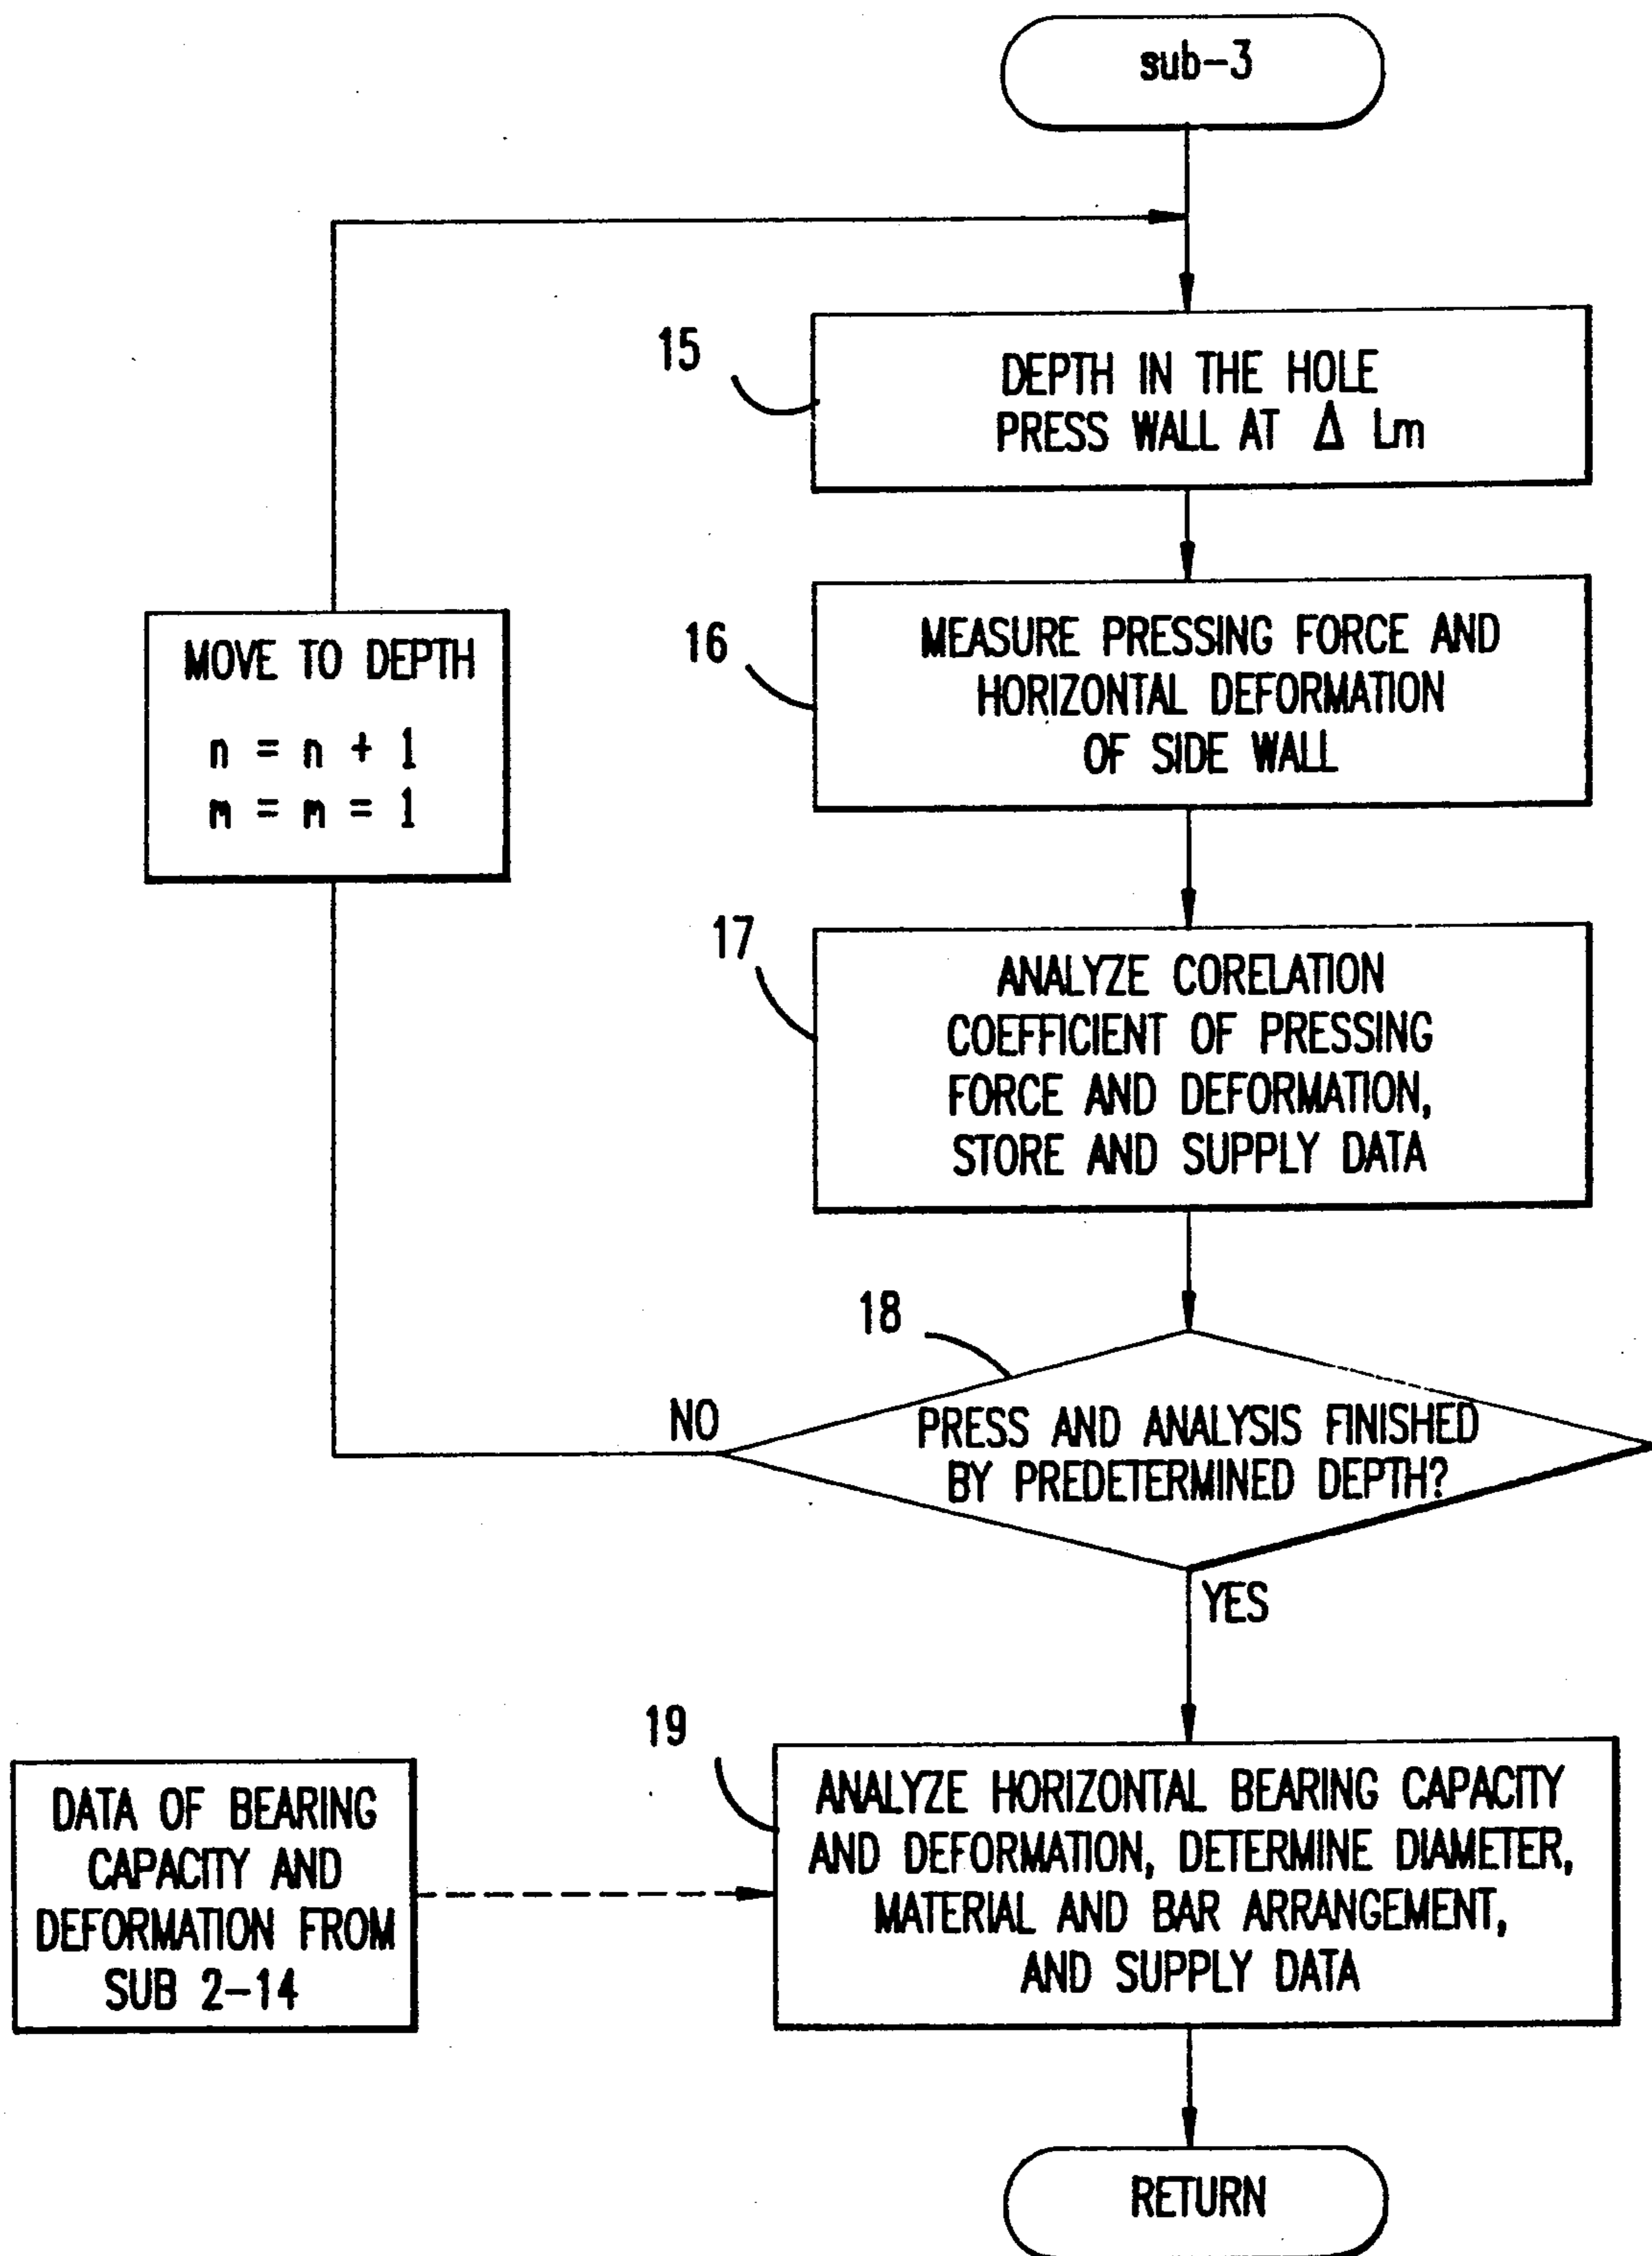 sub-3
15
DEPTH IN THE HOLE
PRESS WALL AT Δ Lm
16
MEASURE PRESSING FORCE AND
HORIZONTAL DEFORMATION
OF SIDE WALL
MOVE TO DEPTH
n = n + 1
m = m = 1
17
ANALYZE CORELATION
COEFFICIENT OF PRESSING
FORCE AND DEFORMATION,
STORE AND SUPPLY DATA
18
NO
PRESS AND ANALYSIS FINISHED
BY PREDETERMINED DEPTH?
YES
19
ANALYZE HORIZONTAL BEARING CAPACITY
AND DEFORMATION, DETERMINE DIAMETER,
MATERIAL AND BAR ARRANGEMENT,
AND SUPPLY DATA
DATA OF BEARING
CAPACITY AND
DEFORMATION FROM
SUB 2-14
RETURN